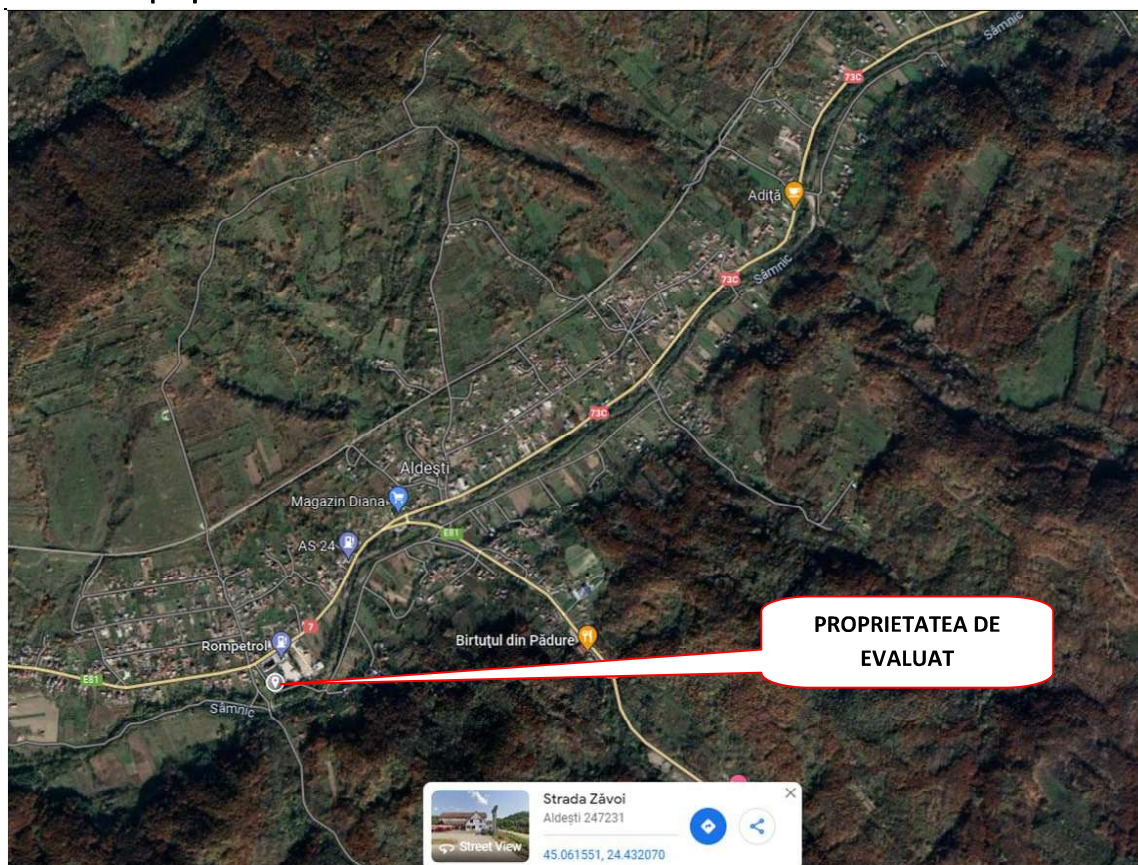 Sâmnic
73C
Adiţă
73C
Sâmnic
73C
Aldești
Magazin Diana
E81
AS 24
7
Rompetrol
Birtuțul din Pădure
PROPRIETATEA DE
EVALUAT
E81
Sâmnic
Strada Zăvoi
Aldești 247231
Street View
45.061551, 24.432070